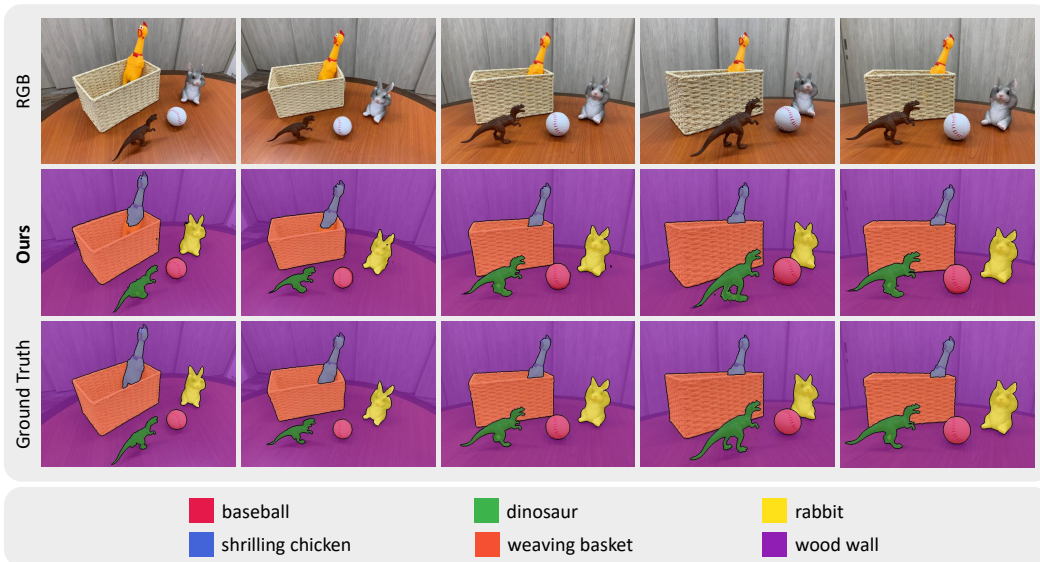 RGB
Ours
Ground Truth
baseball
dinosaur
rabbit
shrilling chicken
weaving basket
wood wall